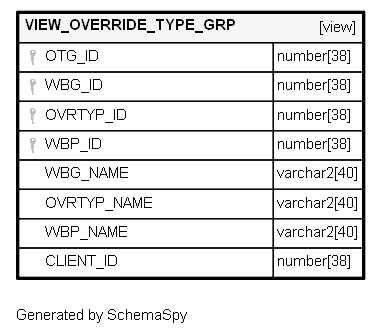 VIEW_OVERRIDE_TYPE_GRP [view]
OTG_ID number[38]
WBG_ID number[38]
OVRTYP_ID number[38]
WBP_ID number[38]
WBG_NAME varchar2[40]
OVRTYP_NAME varchar2[40]
WBP_NAME varchar2[40]
CLIENT_ID number[38]
Generated by SchemaSpy